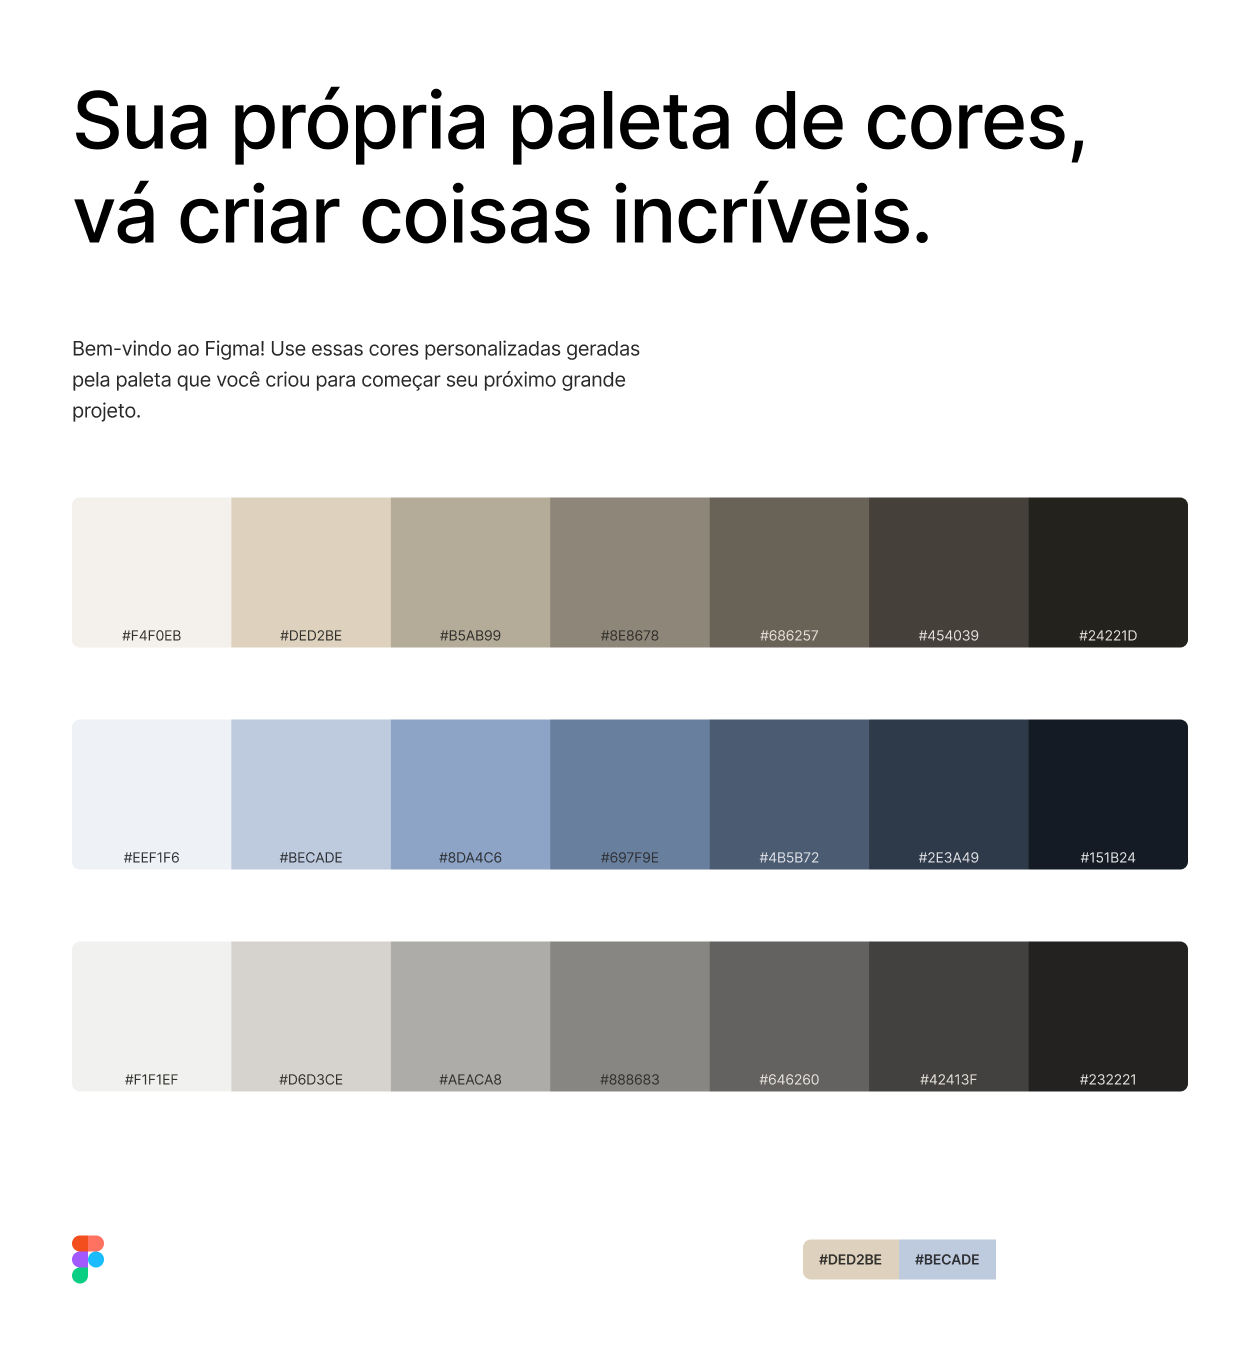 Sua própria paleta de cores,
vá criar coisas incríveis.
Bem-vindo ao Figma! Use essas cores personalizadas geradas
pela paleta que você criou para começar seu próximo grande
projeto.
#F4F0EB #DED2BE #B5AB99 #8E8678 #686257 #454039 #24221D
#EEF1F6 #BECADE #8DA4C6 #697F9E #4B5B72 #2E3A49 #151B24
#F1F1EF #D6D3CE #AEACA8 #888683 #646260 #42413F #232221
#DED2BE #BECADE